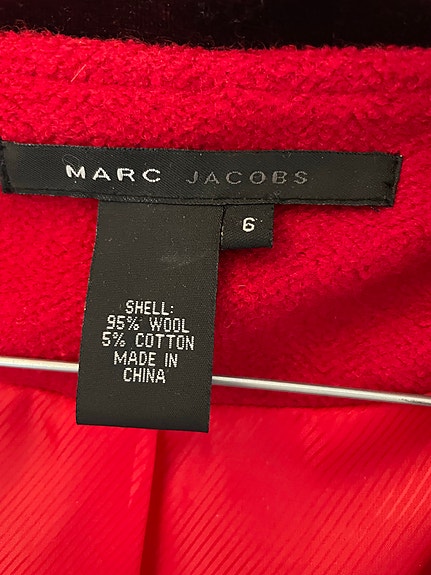 MARC JACOBS
6
SHELL:
95% WOOL
5% COTTON
MADE IN
CHINA